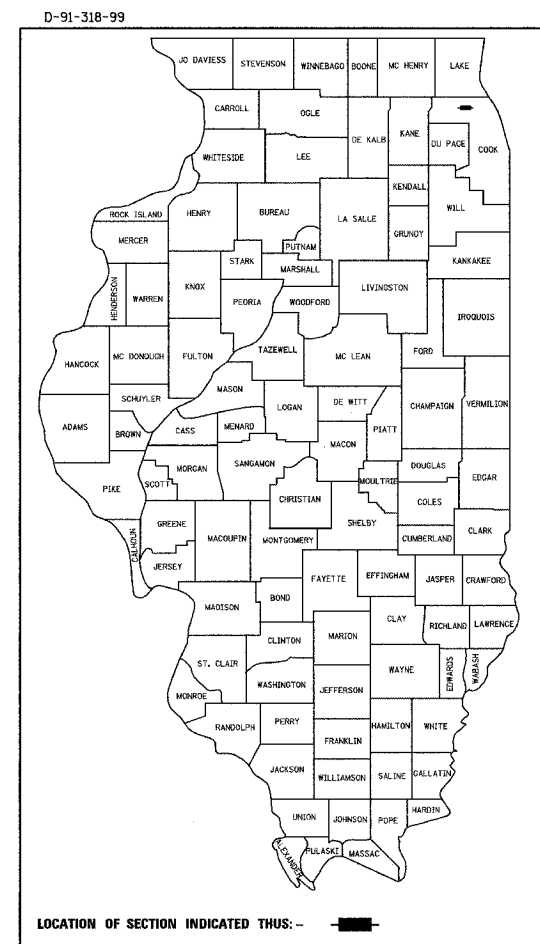 D-91-318-99
JO DAVIESS STEVENSON WINNEBAGO BOONE MC HENRY LAKE
CARROLL OGLE
DE KALB KANE DU PAGE COOK
WHITESIDE LEE
KENDALL WILL
ROCK ISLAND HENRY BUREAU LA SALLE GRUNDY
MERCER PUTNAM
KANKAKEE
STARK MARSHALL
HENDERSON WARREN KNOX PEORIA WOODFORD LIVINGSTON IROQUOIS
TAZEWELL MC LEAN FORD
HANCOCK MC DONOUGH FULTON
MASON
SCHUYLER LOGAN DE WITT CHAMPAIGN VERMILION
ADAMS BROWN CASS MENARD MACON PIATT
MORGAN SANGAMON DOUGLAS
PIKE SCOTT MOULTRIE EDGAR
CHRISTIAN COLES
GREENE SHELBY
CALHOUN MACOUPIN MONTGOMERY CUMBERLAND CLARK
JERSEY
FAYETTE EFFINGHAM JASPER CRAWFORD
MADISON BOND
CLAY RICHLAND LAWRENCE
CLINTON MARION
ST. CLAIR WAYNE EDWARDS WABASH
WASHINGTON JEFFERSON
MONROE
RANDOLPH PERRY HAMILTON WHITE
FRANKLIN
JACKSON WILLIAMSON SALINE GALLATIN
HARDIN
UNION JOHNSON POPE
ALEXANDER PULASKI MASSAC
LOCATION OF SECTION INDICATED THUS: –